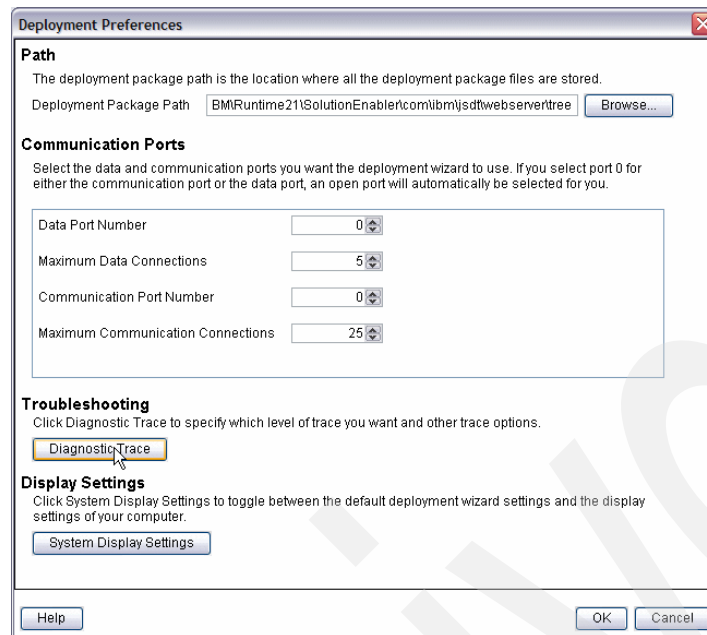 Deployment Preferences
Path
The deployment package path is the location where all the deployment package files are stored.
Deployment Package Path BM\Runtime21\SolutionEnabler\com\ibm\jsdt\webserver\tree Browse...
Communication Ports
Select the data and communication ports you want the deployment wizard to use. If you select port 0 for
either the communication port or the data port, an open port will automatically be selected for you.
Data Port Number 0
Maximum Data Connections 5
Communication Port Number 0
Maximum Communication Connections 25
Troubleshooting
Click Diagnostic Trace to specify which level of trace you want and other trace options.
Diagnostic Trace
Display Settings
Click System Display Settings to toggle between the default deployment wizard settings and the display
settings of your computer.
System Display Settings
Help OK Cancel